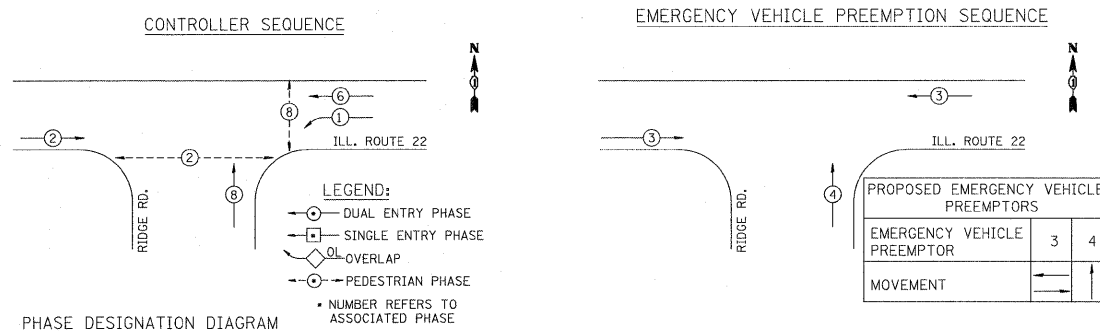 CONTROLLER SEQUENCE
N
6
1
8
ILL. ROUTE 22
2
2
8
RIDGE RD.
LEGEND:
DUAL ENTRY PHASE
SINGLE ENTRY PHASE
OL
OVERLAP
PEDESTRIAN PHASE
* NUMBER REFERS TO
ASSOCIATED PHASE
PHASE DESIGNATION DIAGRAM
EMERGENCY VEHICLE PREEMPTION SEQUENCE
N
3
3
ILL. ROUTE 22
4
RIDGE RD.
PROPOSED EMERGENCY VEHICLE
PREEMPTORS
EMERGENCY VEHICLE
PREEMPTOR
3
4
MOVEMENT